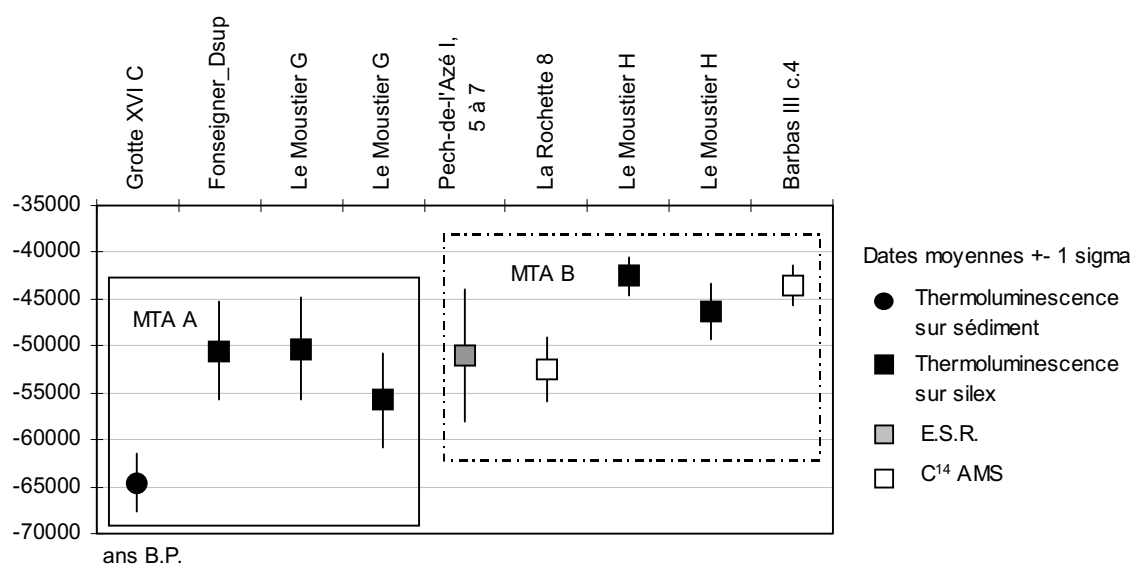 Grotte XVI C
Fonseigner_Dsup
Le Moustier G
Le Moustier G
Pech-de-l'Azé I,
5 à 7
La Rochette 8
Le Moustier H
Le Moustier H
Barbas III c.4
-35000
-40000
-45000
-50000
-55000
-60000
-65000
-70000
ans B.P.
MTA A
MTA B
Dates moyennes +- 1 sigma
Thermoluminescence
sur sédiment
Thermoluminescence
sur silex
E.S.R.
C¹⁴ AMS